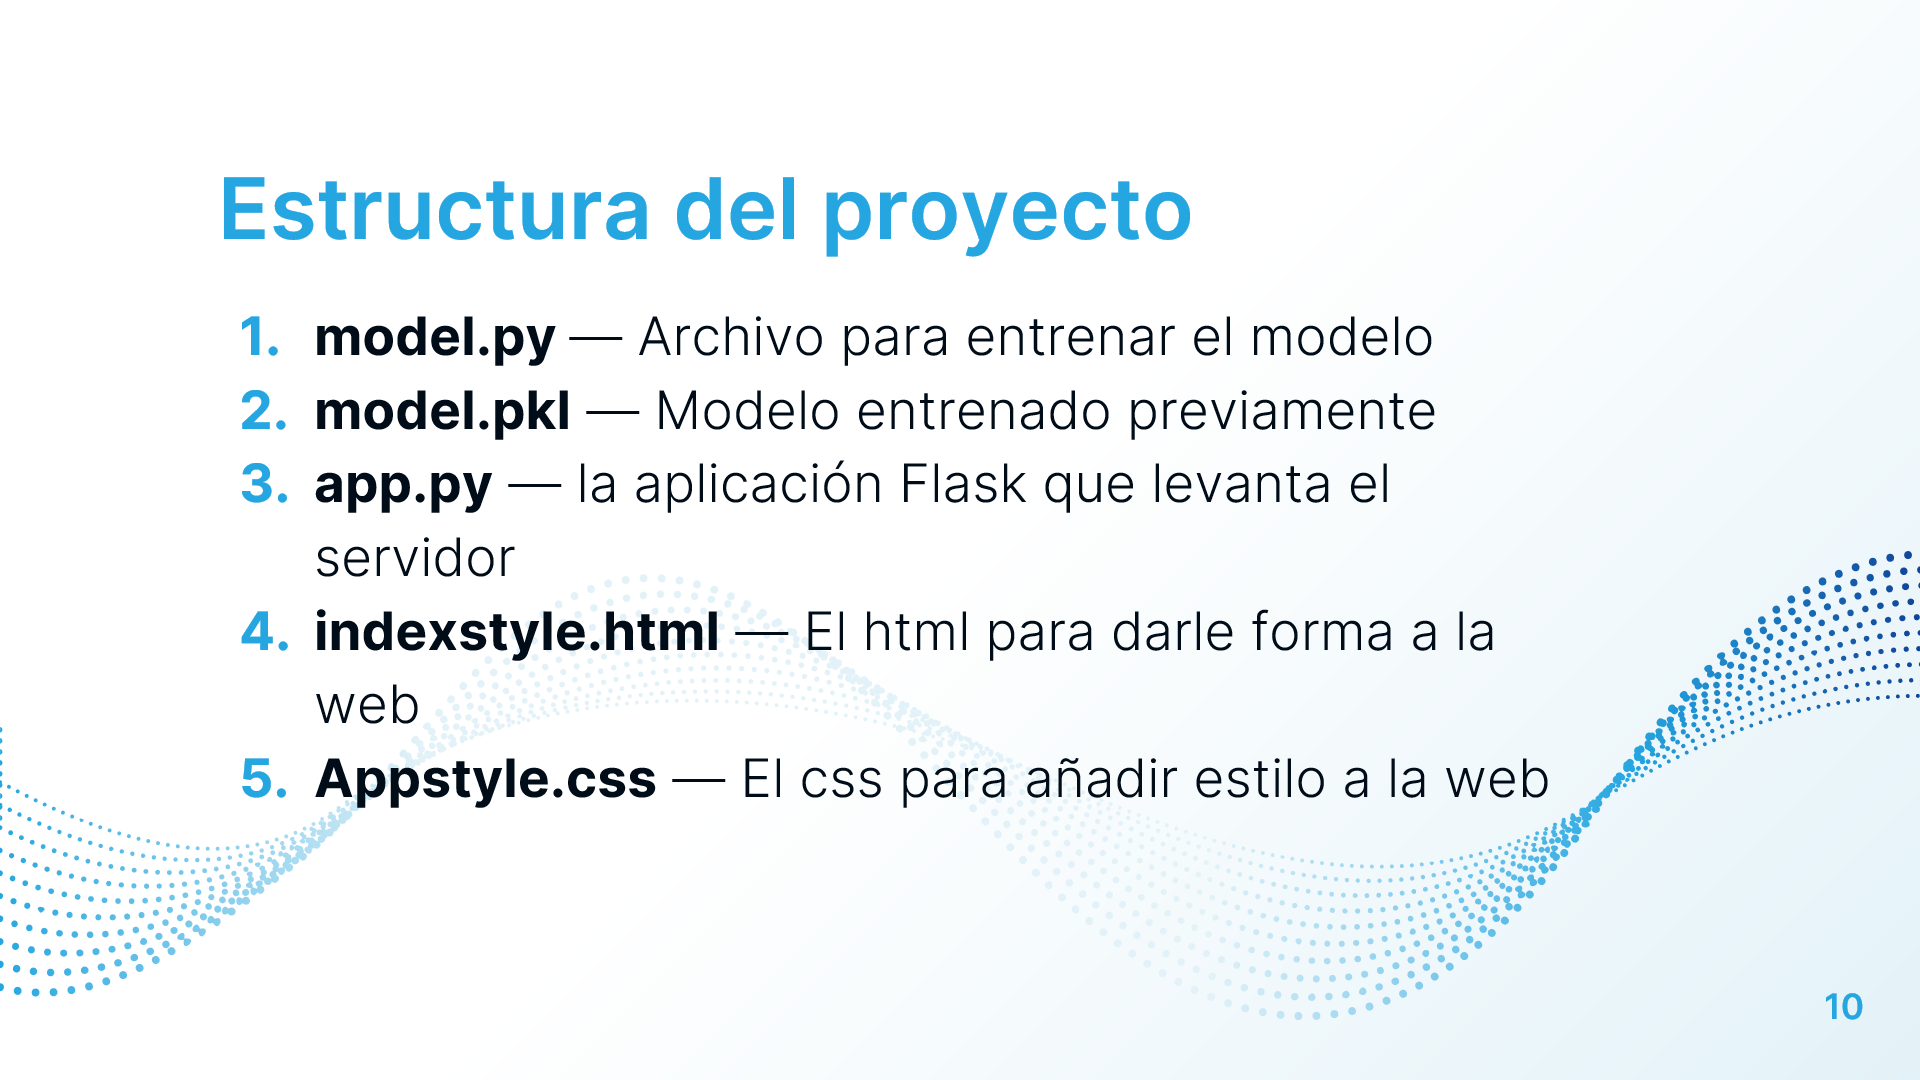 Estructura del proyecto
1. model.py — Archivo para entrenar el modelo
2. model.pkl — Modelo entrenado previamente
3. app.py — la aplicación Flask que levanta el
servidor
4. indexstyle.html — El html para darle forma a la
web
5. Appstyle.css — El css para añadir estilo a la web
10